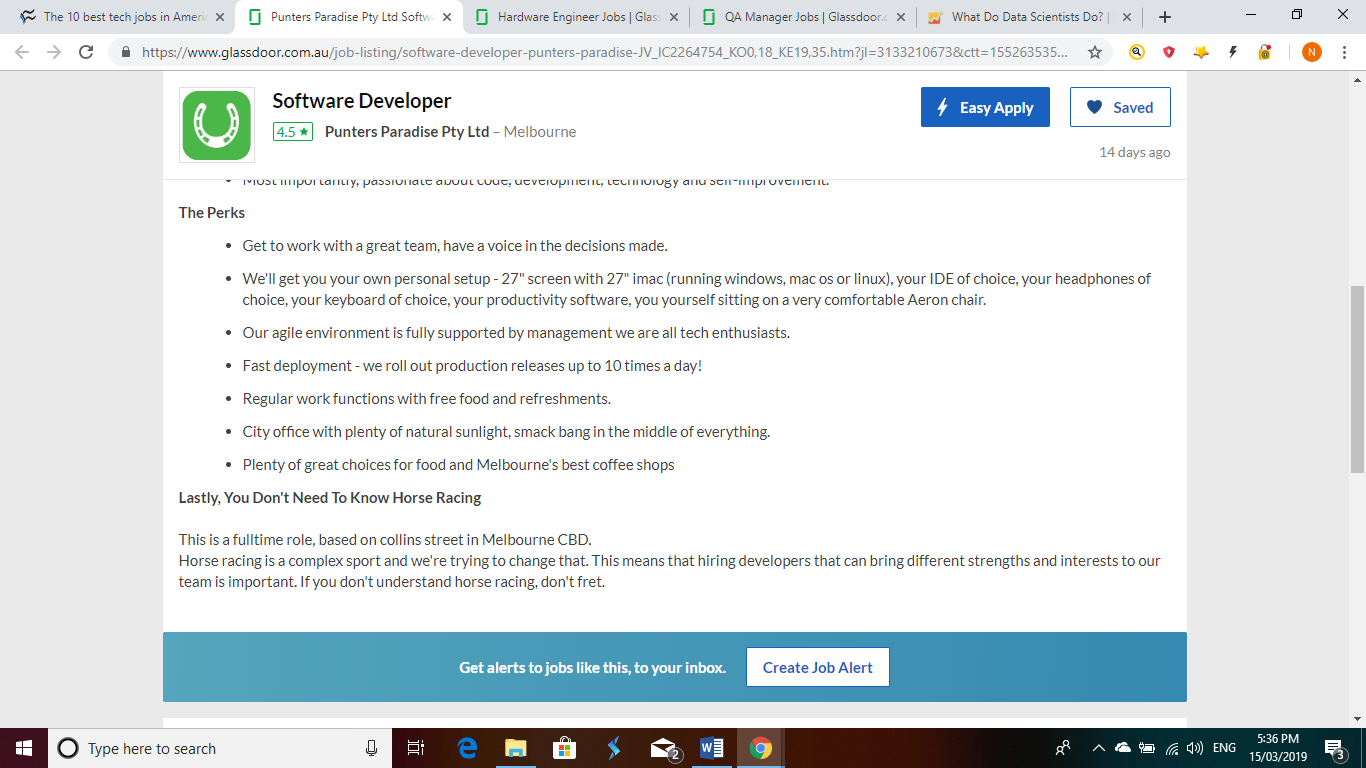 The 10 best tech jobs in Ameri
Punters Paradise Pty Ltd Softw
Hardware Engineer Jobs | Glas
QA Manager Jobs | Glassdoor.c
What Do Data Scientists Do? |
https://www.glassdoor.com.au/job-listing/software-developer-punters-paradise-JV_IC2264754_KO0,18_KE19,35.htm?jl=3133210673&ctt=155263535...
N
Software Developer
4.5 ★ Punters Paradise Pty Ltd – Melbourne
Easy Apply
Saved
14 days ago
• Most importantly, passionate about code, development, technology and self-improvement.
The Perks
• Get to work with a great team, have a voice in the decisions made.
• We'll get you your own personal setup - 27" screen with 27" imac (running windows, mac os or linux), your IDE of choice, your headphones of
choice, your keyboard of choice, your productivity software, you yourself sitting on a very comfortable Aeron chair.
• Our agile environment is fully supported by management we are all tech enthusiasts.
• Fast deployment - we roll out production releases up to 10 times a day!
• Regular work functions with free food and refreshments.
• City office with plenty of natural sunlight, smack bang in the middle of everything.
• Plenty of great choices for food and Melbourne's best coffee shops
Lastly, You Don't Need To Know Horse Racing
This is a fulltime role, based on collins street in Melbourne CBD.
Horse racing is a complex sport and we're trying to change that. This means that hiring developers that can bring different strengths and interests to our
team is important. If you don't understand horse racing, don't fret.
Get alerts to jobs like this, to your inbox.
Create Job Alert
Type here to search
2
ENG
5:36 PM
15/03/2019
3